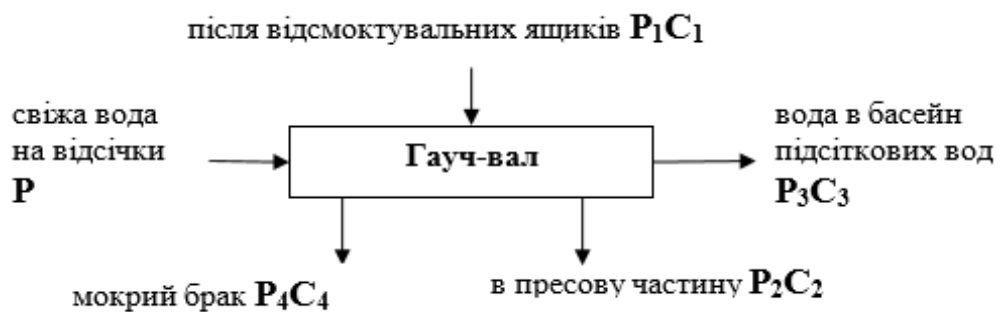 після відсмоктувальних ящиків P₁C₁
свіжа вода
на відсічки
P
Гауч-вал
вода в басейн
підсіткових вод
P₃C₃
мокрий брак P₄C₄
в пресову частину P₂C₂